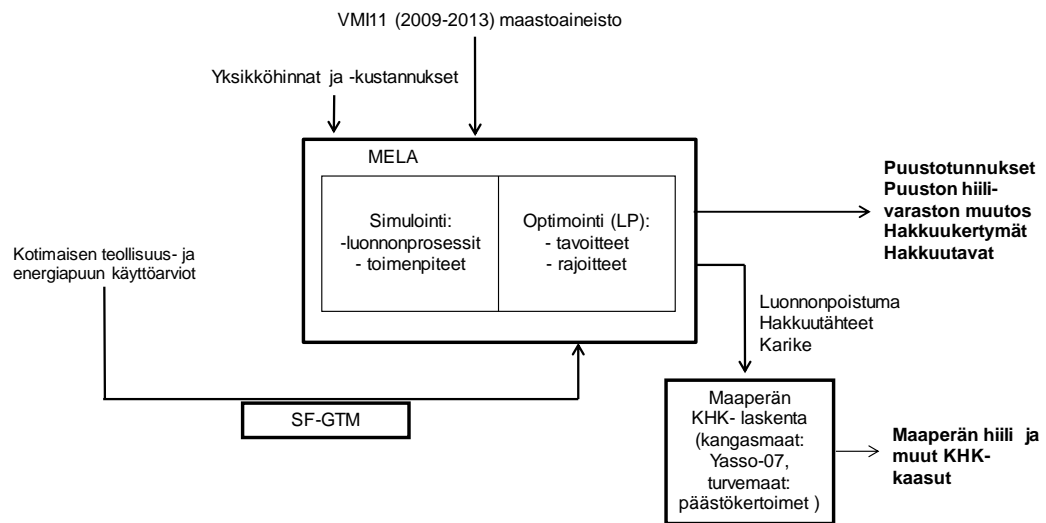 VMI11 (2009-2013) maastoaineisto
Yksikköhinnat ja -kustannukset
MELA
Simulointi:
-luonnonprosessit
- toimenpiteet
Optimointi (LP):
- tavoitteet
- rajoitteet
Puustotunnukset
Puuston hiili-
varaston muutos
Hakkuukertymät
Hakkuutavat
Kotimaisen teollisuus- ja
energiapuun käyttöarviot
SF-GTM
Luonnonpoistuma
Hakkuutähteet
Karike
Maaperän
KHK- laskenta
(kangasmaat:
Yasso-07,
turvemaat:
päästökertoimet )
Maaperän hiili ja
muut KHK-
kaasut